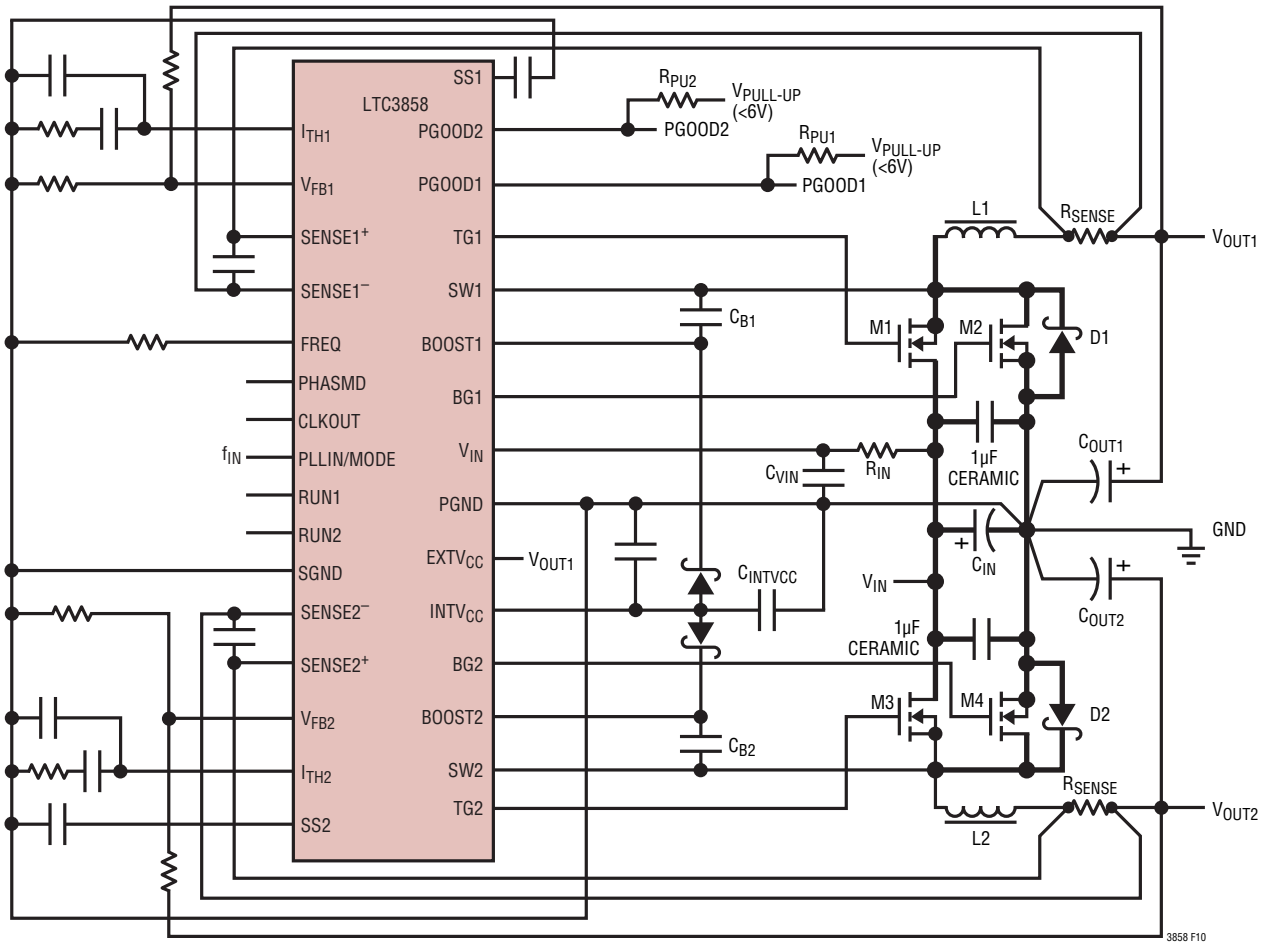 LTC3858
SS1
R_PU2
V_PULL-UP
(<6V)
I_TH1
PGOOD2
PGOOD2
R_PU1
V_PULL-UP
(<6V)
V_FB1
PGOOD1
PGOOD1
L1
R_SENSE
SENSE1+
TG1
V_OUT1
SENSE1–
SW1
C_B1
M1
M2
D1
FREQ
BOOST1
PHASMD
BG1
CLKOUT
f_IN
PLLIN/MODE
V_IN
C_VIN
R_IN
1µF
CERAMIC
C_OUT1
+
RUN1
PGND
RUN2
GND
+
C_IN
EXTV_CC
V_OUT1
SGND
C_INTVCC
V_IN
+
C_OUT2
SENSE2–
INTV_CC
1µF
CERAMIC
SENSE2+
BG2
M3
M4
D2
V_FB2
BOOST2
C_B2
I_TH2
SW2
R_SENSE
TG2
V_OUT2
SS2
L2
3858 F10